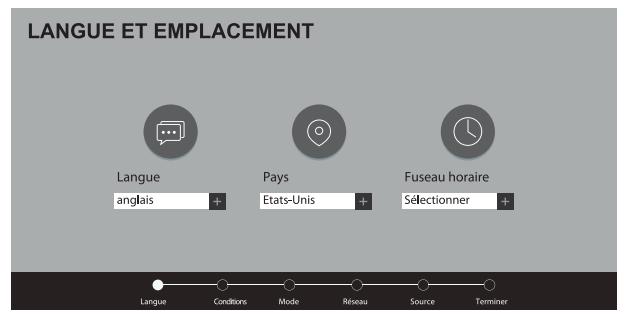 LANGUE ET EMPLACEMENT
Langue Pays Fuseau horaire
anglais + Etats-Unis + Sélectionner +
Langue Conditions Mode Réseau Source Terminer